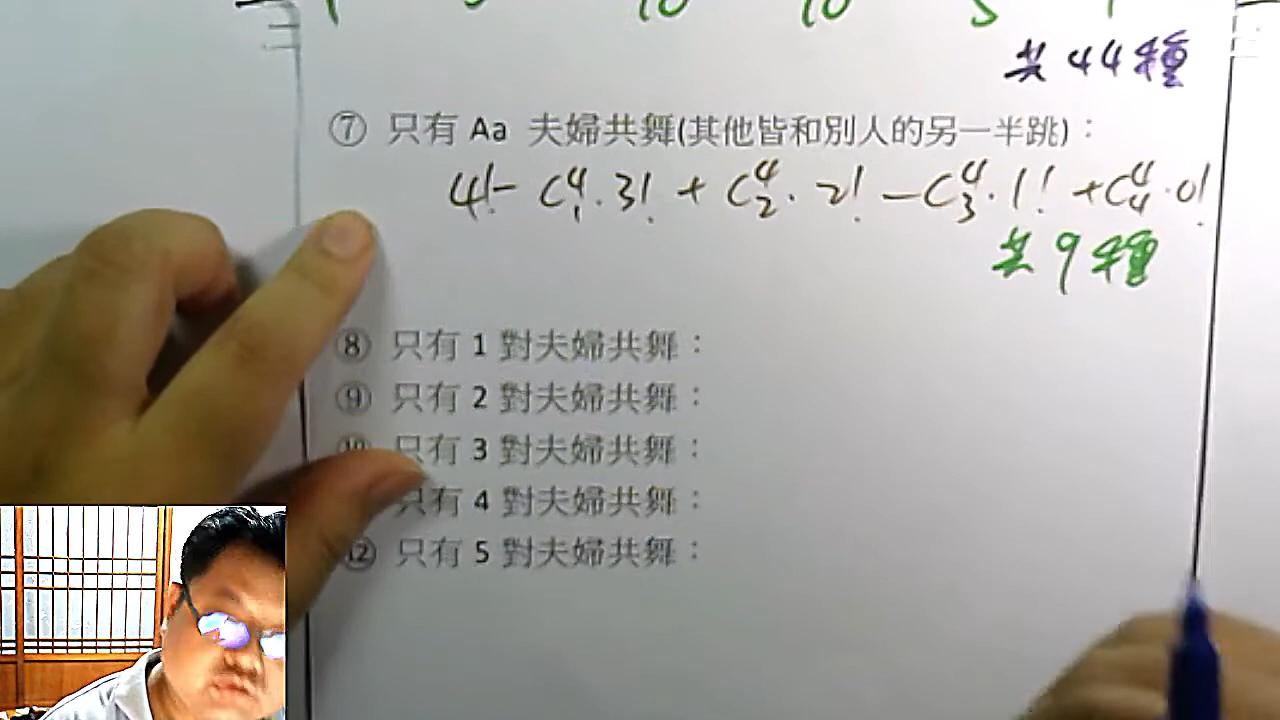 共 44 種
⑦ 只有 Aa 夫婦共舞(其他皆和別人的另一半跳)：
4! - C⁴₁·3! + C⁴₂·2! - C⁴₃·1! + C⁴₄·0!
共 9 種
⑧ 只有 1 對夫婦共舞：
⑨ 只有 2 對夫婦共舞：
⑩ 只有 3 對夫婦共舞：
只有 4 對夫婦共舞：
⑫ 只有 5 對夫婦共舞：